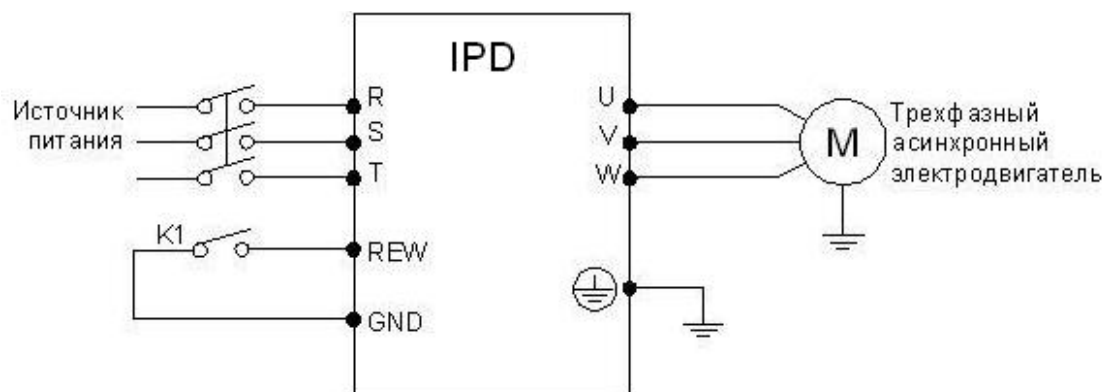 IPD
Источник
питания
R
S
T
K1
REW
GND
U
V
W
M
Трехфазный
асинхронный
электродвигатель